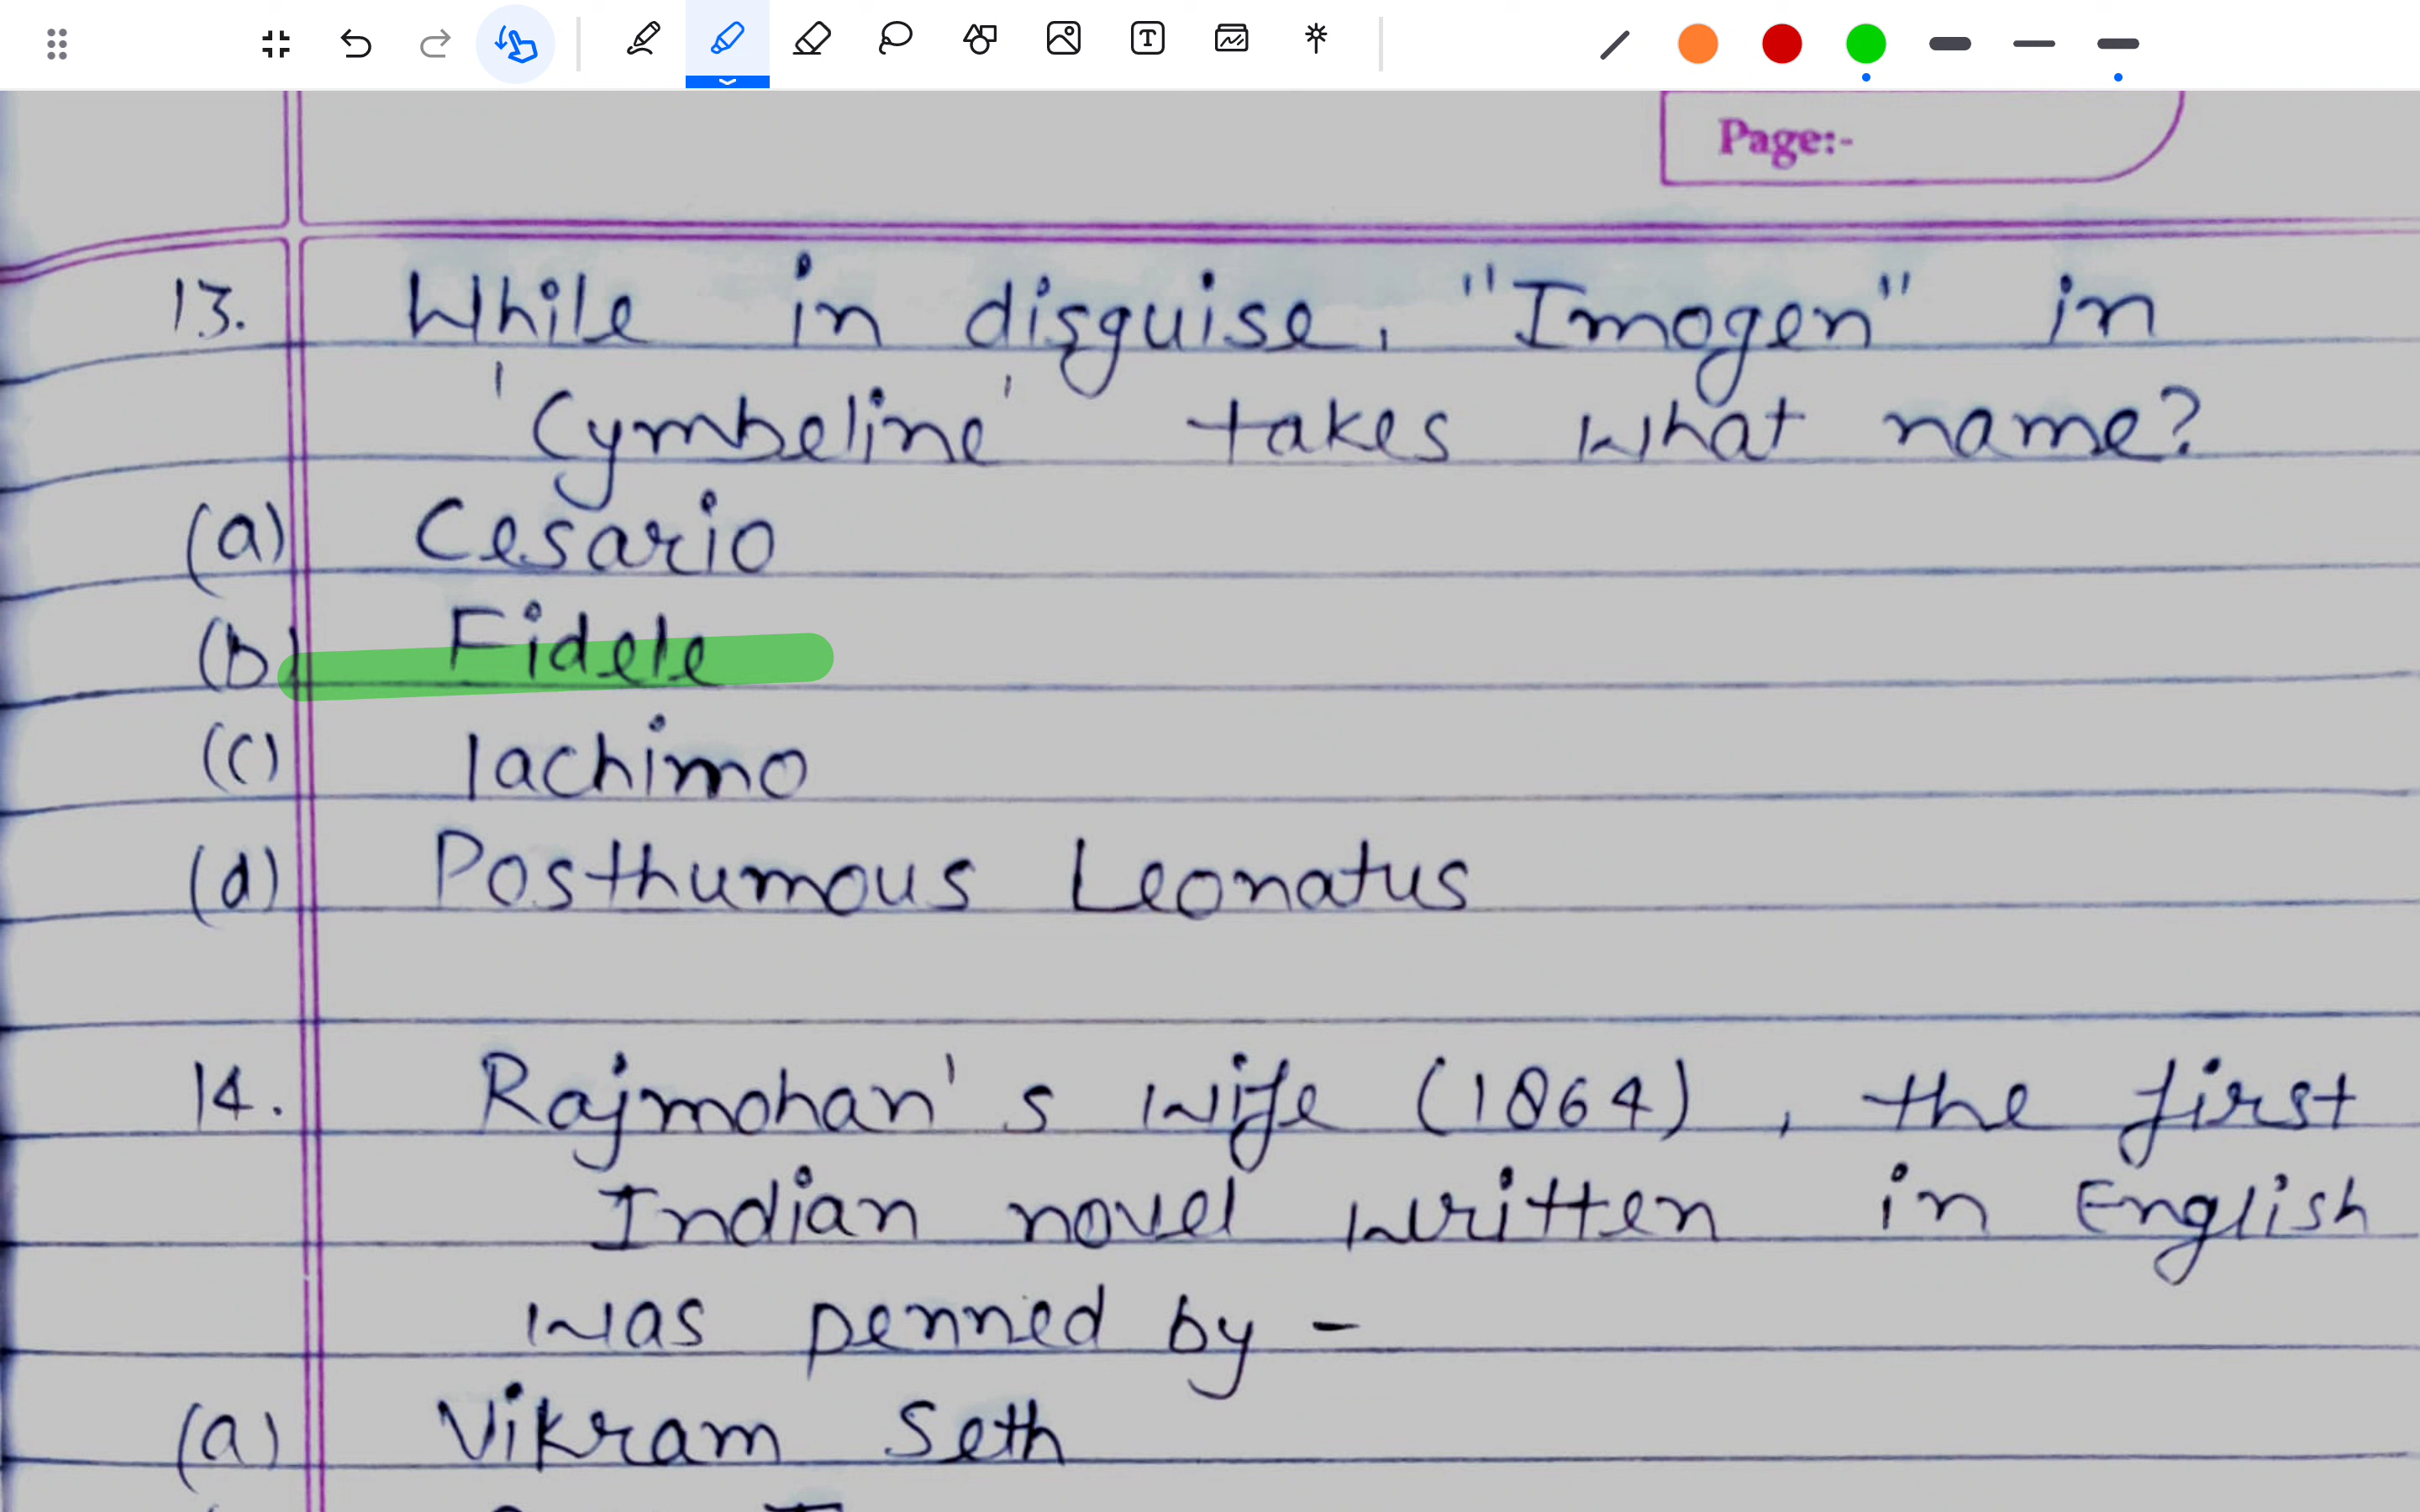 Page:-
13. While in disguise, "Imogen" in
'Cymbeline' takes what name?
(a) Cesario
(b) Fidele
(c) Iachimo
(d) Posthumous Leonatus
14. Rajmohan's wife (1864), the first
Indian novel written in English
was penned by -
(a) Vikram Seth